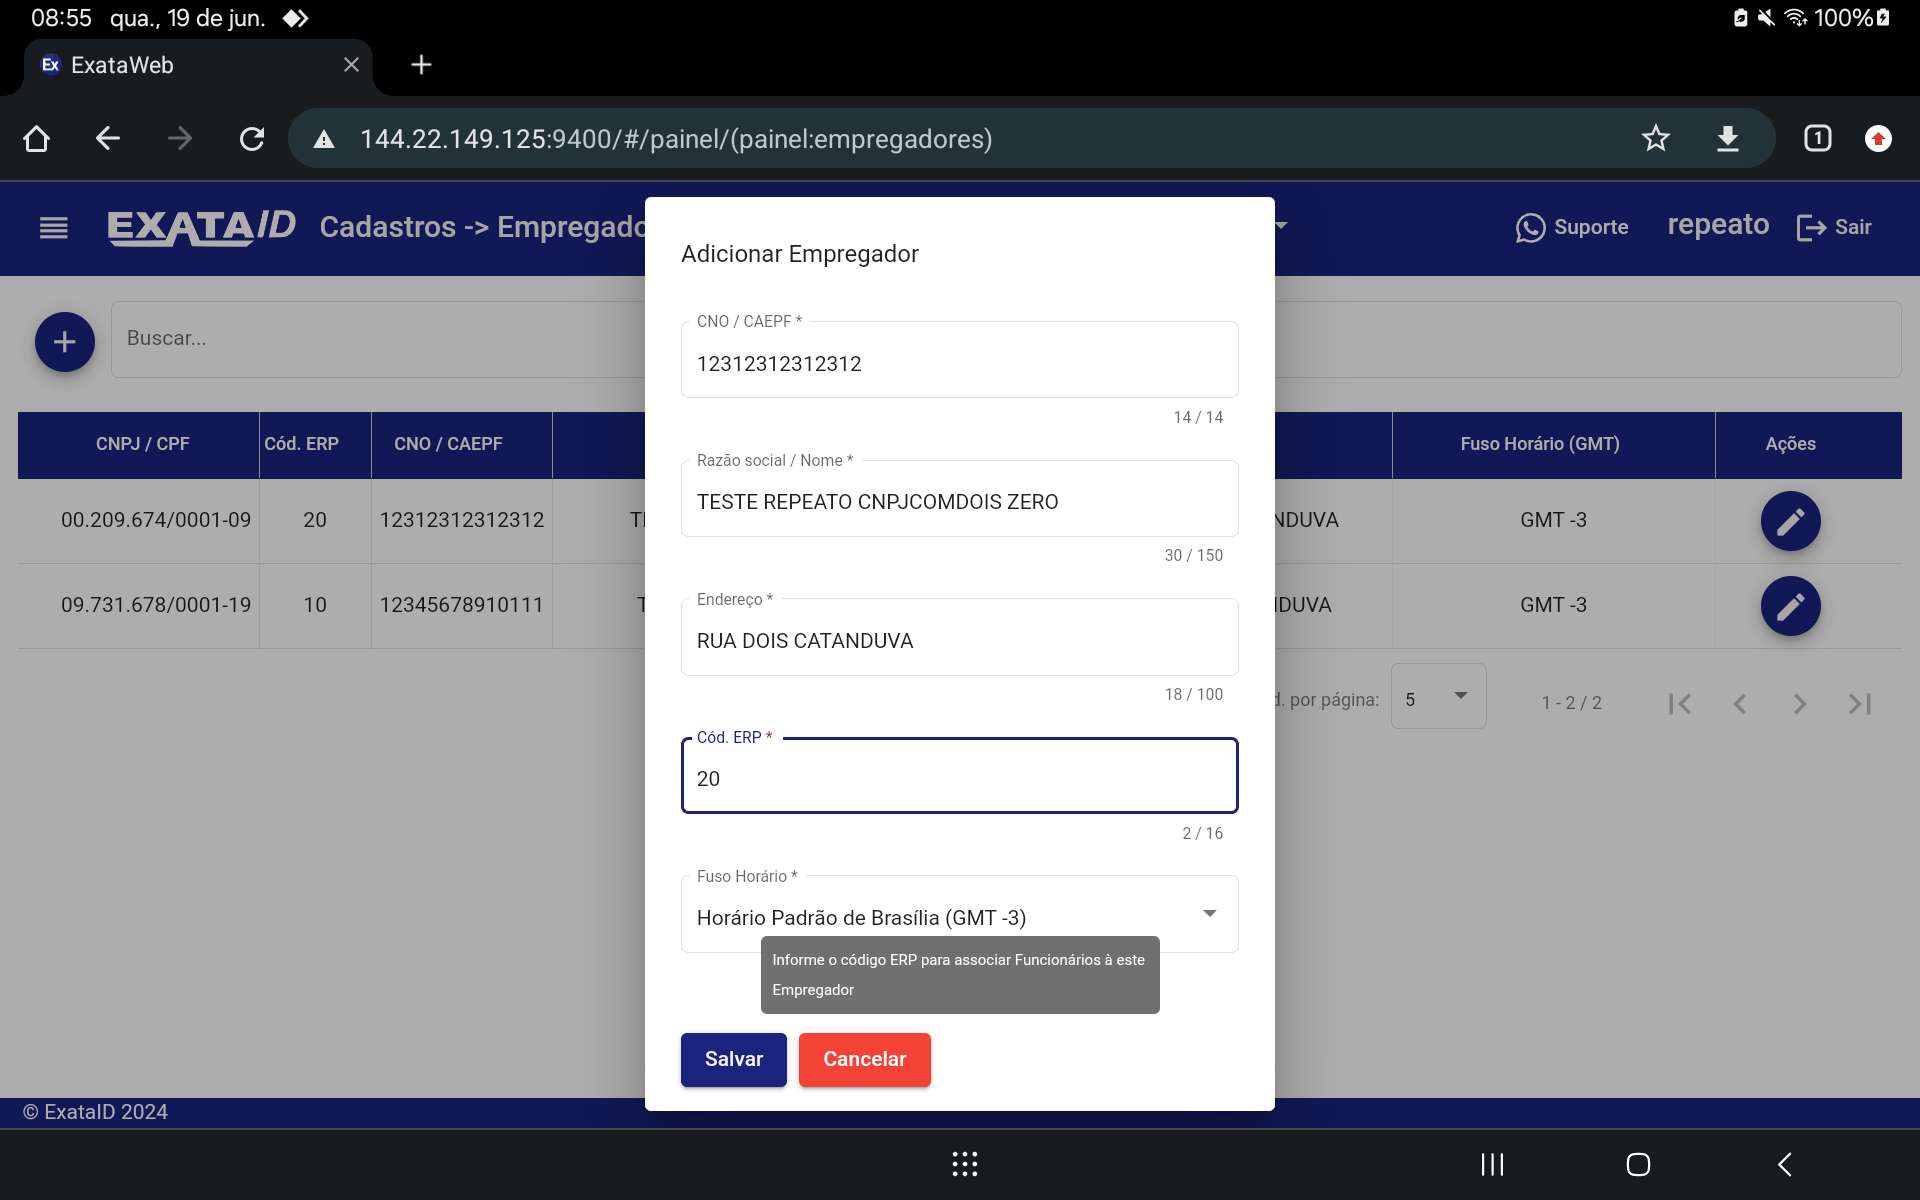 08:55 qua., 19 de jun. 100%
Ex ExataWeb
144.22.149.125:9400/#/painel/(painel:empregadores) 1
EXATAID Cadastros -> Empregado Suporte repeato Sair
Adicionar Empregador
Buscar...
CNO / CAEPF *
12312312312312
14 / 14
CNPJ / CPF Cód. ERP CNO / CAEPF Fuso Horário (GMT) Ações
Razão social / Nome *
TESTE REPEATO CNPJCOMDOIS ZERO
30 / 150
00.209.674/0001-09 20 12312312312312 NDUVA GMT -3
09.731.678/0001-19 10 12345678910111 DUVA GMT -3
Endereço *
RUA DOIS CATANDUVA
18 / 100
d. por página: 5 1 - 2 / 2
Cód. ERP *
20
2 / 16
Fuso Horário *
Horário Padrão de Brasília (GMT -3)
Informe o código ERP para associar Funcionários à este
Empregador
Salvar Cancelar
© ExataID 2024